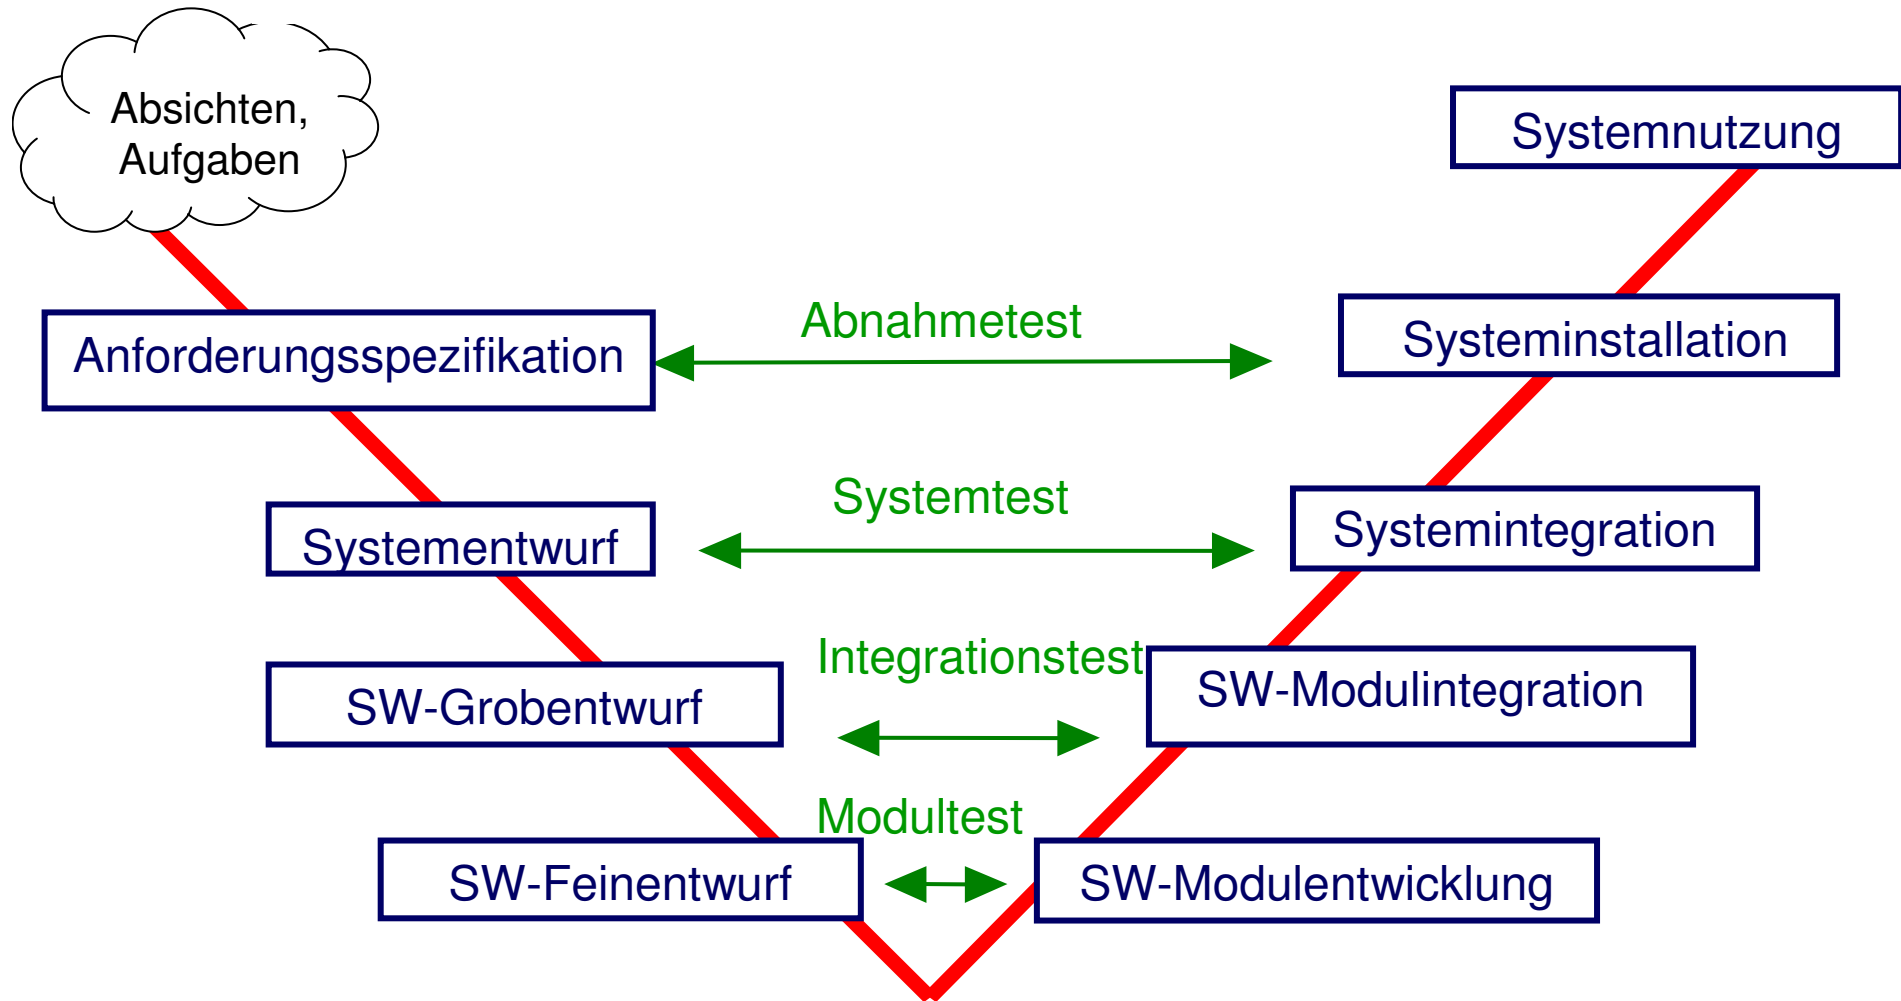 Absichten,
Aufgaben
Systemnutzung
Anforderungsspezifikation
Abnahmetest
Systeminstallation
Systementwurf
Systemtest
Systemintegration
SW-Grobentwurf
Integrationstest
SW-Modulintegration
SW-Feinentwurf
Modultest
SW-Modulentwicklung